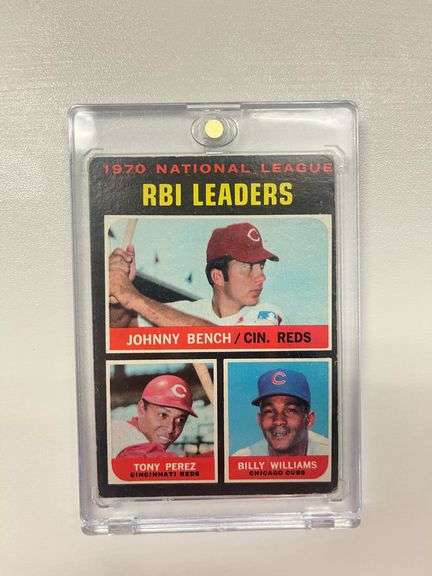 1970 NATIONAL LEAGUE
RBI LEADERS
C
JOHNNY BENCH / CIN. REDS
C
C
TONY PEREZ
CINCINNATI REDS
BILLY WILLIAMS
CHICAGO CUBS